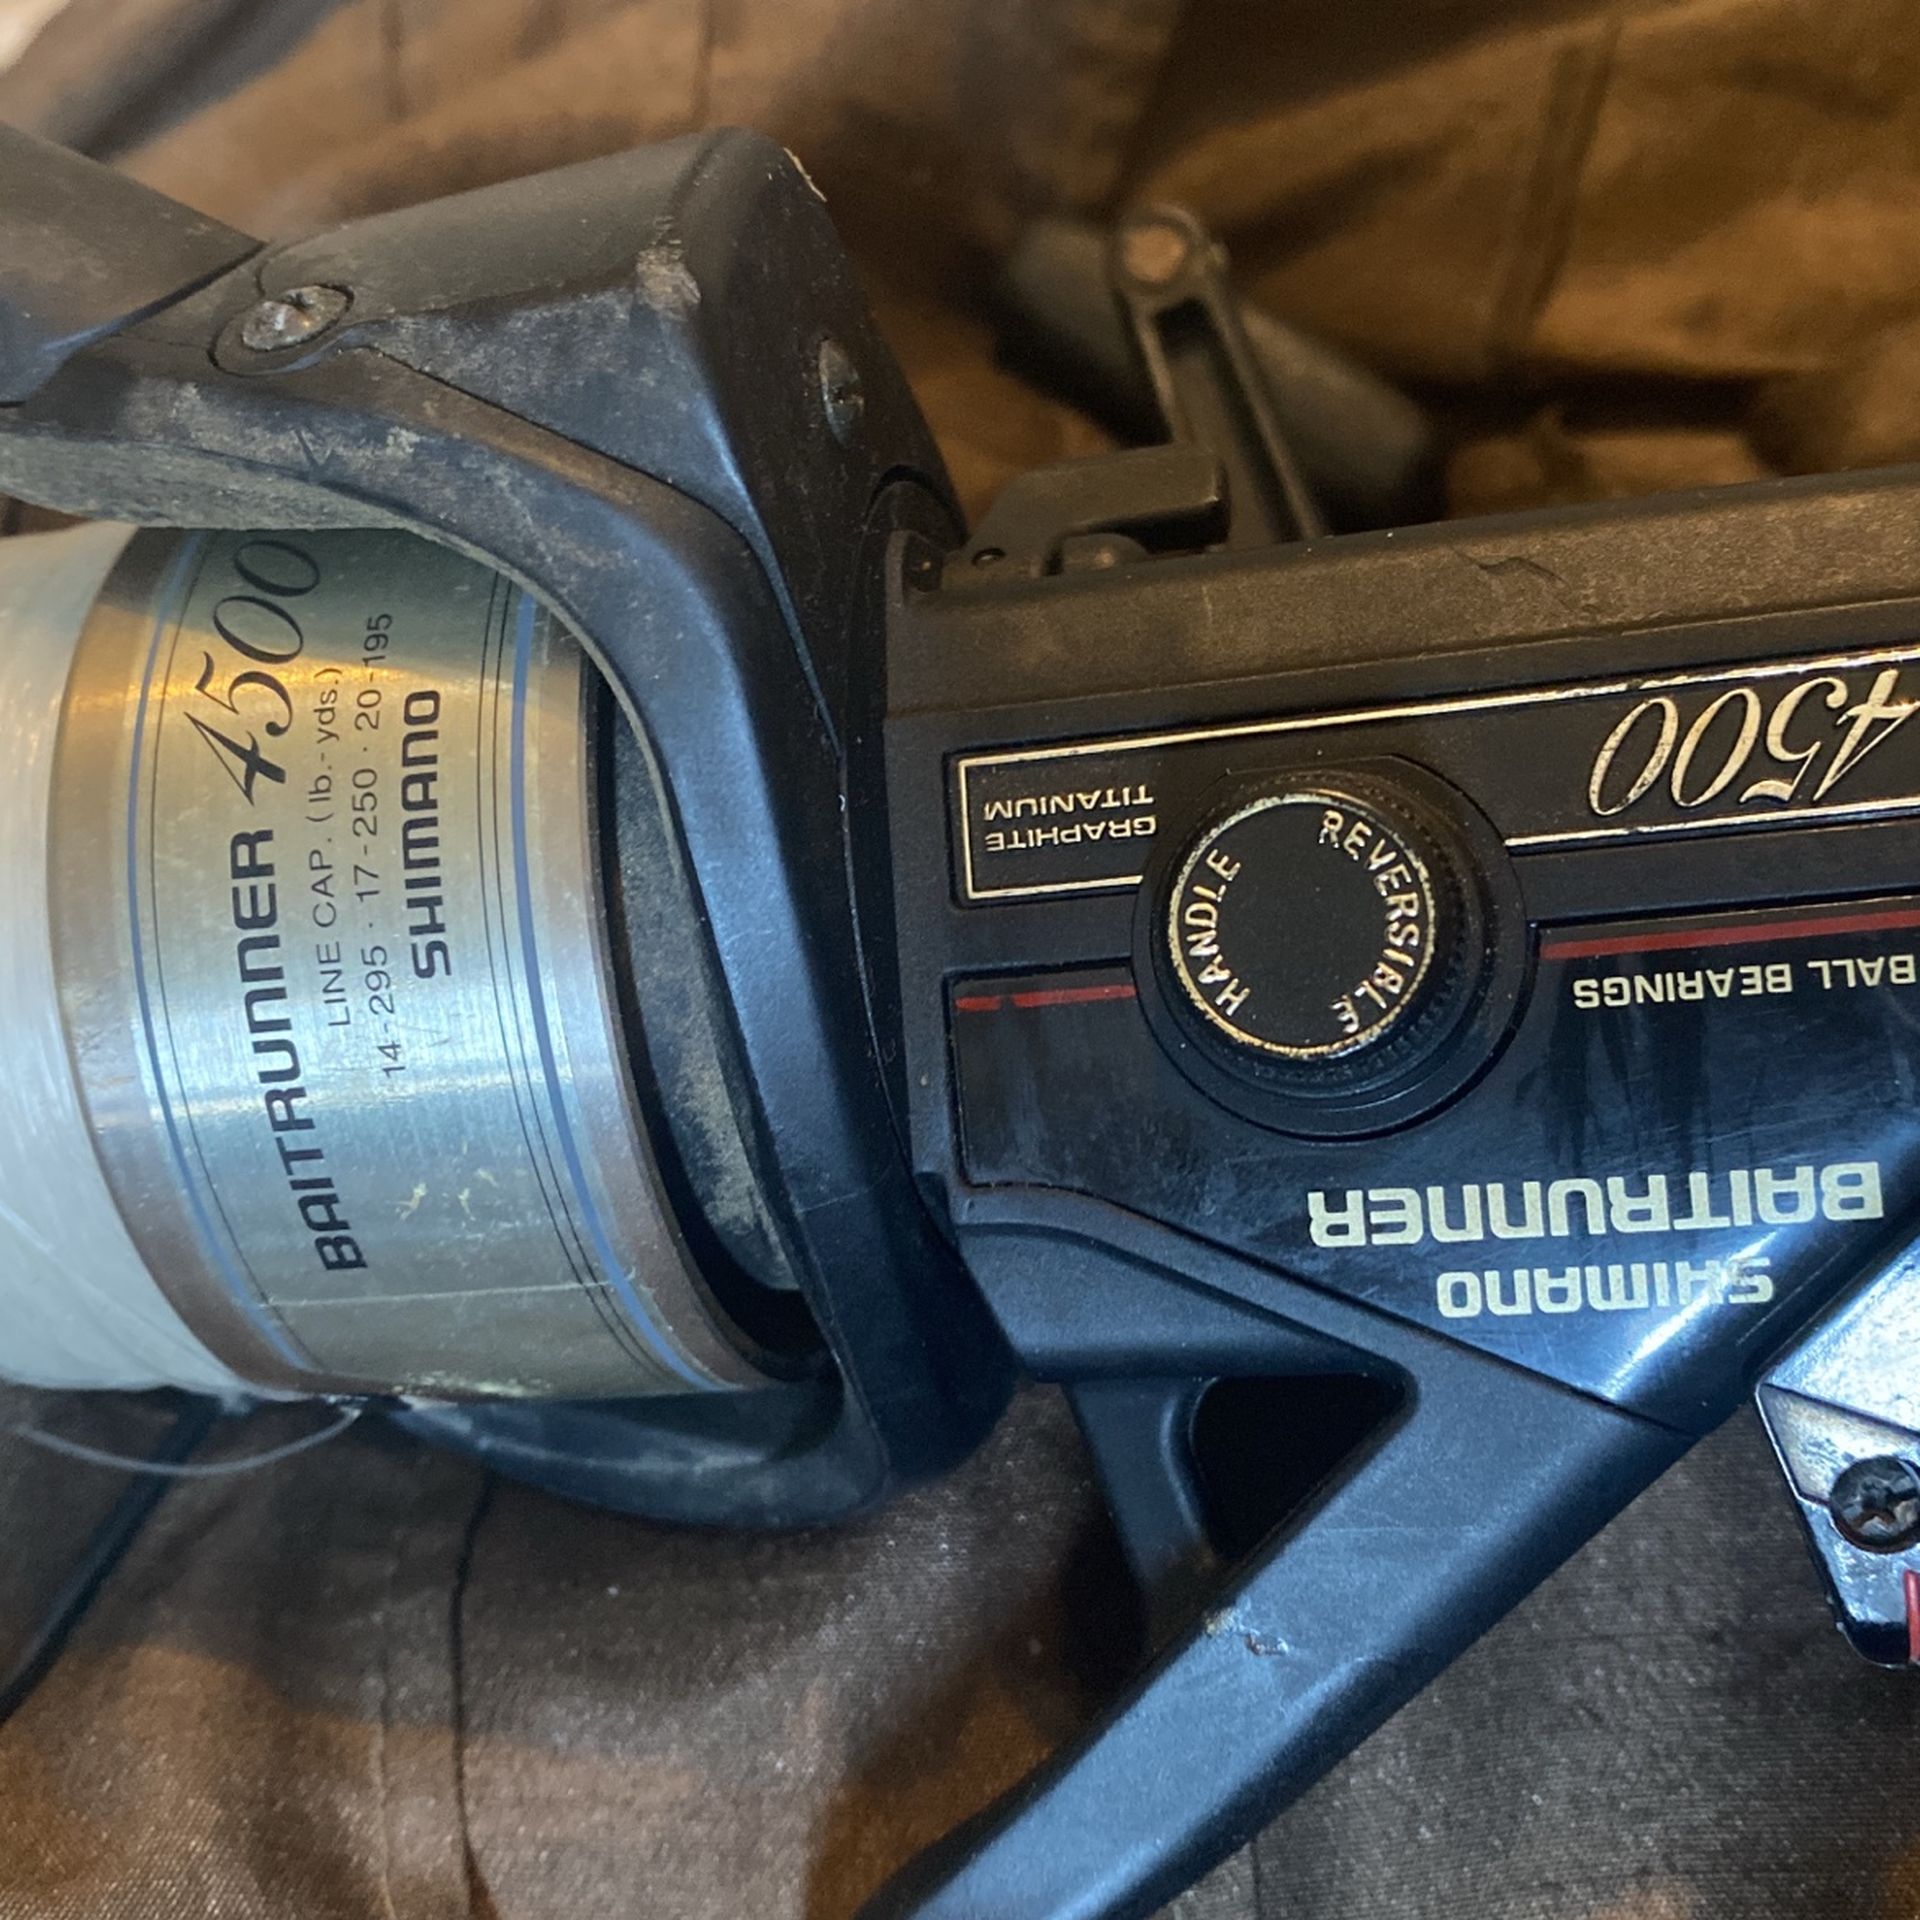 BAITRUNNER 4500
LINE CAP. (lb.-yds.)
14-295 · 17-250 · 20-195
SHIMANO
4500
GRAPHITE
TITANIUM
HANDLE
REVERSIBLE
BALL BEARINGS
BAITRUNNER
SHIMANO